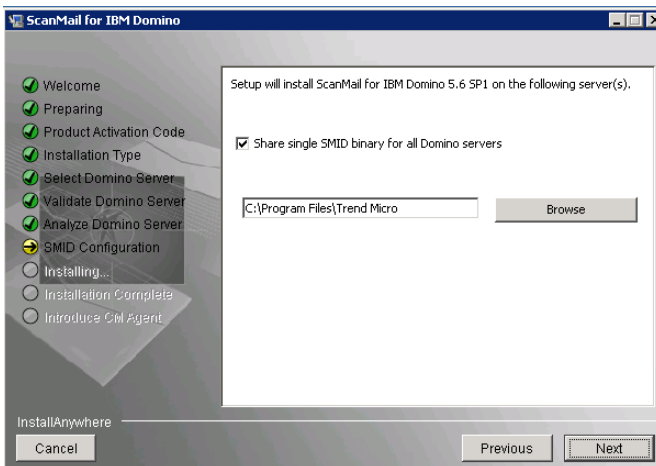 ScanMail for IBM Domino
Welcome
Preparing
Product Activation Code
Installation Type
Select Domino Server
Validate Domino Server
Analyze Domino Server
SMID Configuration
Installing...
Installation Complete
Introduce CM Agent
Setup will install ScanMail for IBM Domino 5.6 SP1 on the following server(s).
Share single SMID binary for all Domino servers
C:\Program Files\Trend Micro
Browse
InstallAnywhere
Cancel
Previous
Next